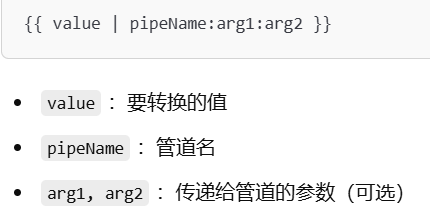 {{ value | pipeName:arg1:arg2 }}
• value ：要转换的值
• pipeName ：管道名
• arg1, arg2 ：传递给管道的参数（可选）